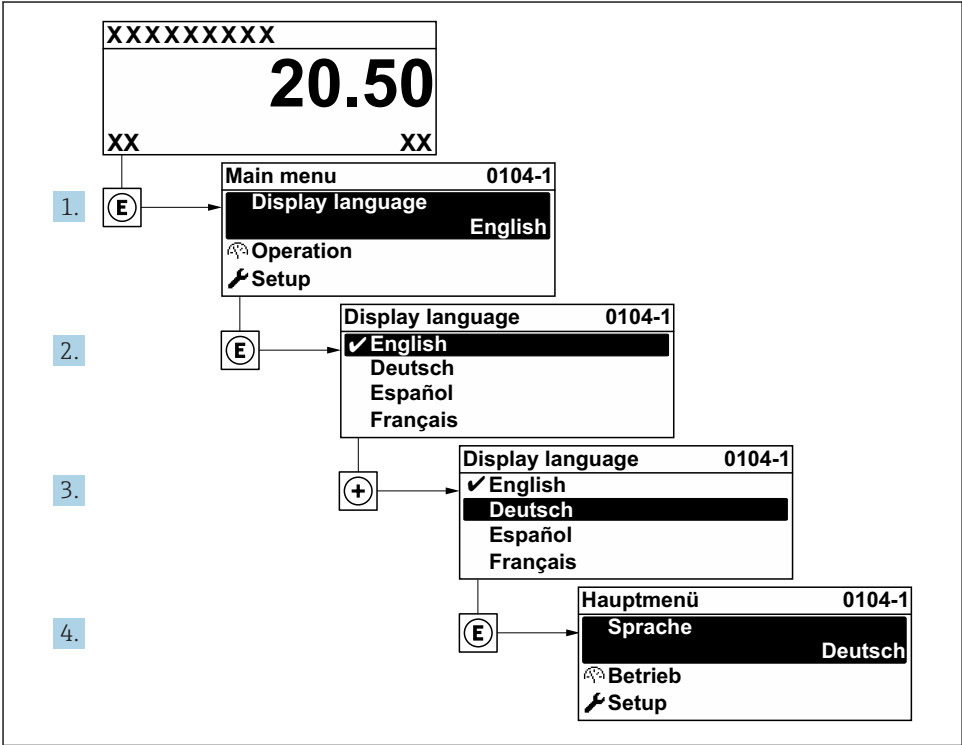 XXXXXXXXX
20.50
XX XX
1. E
Main menu 0104-1
Display language
English
Operation
Setup
2. E
Display language 0104-1
✔English
Deutsch
Español
Français
3. +
Display language 0104-1
✔English
Deutsch
Español
Français
4. E
Hauptmenü 0104-1
Sprache
Deutsch
Betrieb
Setup